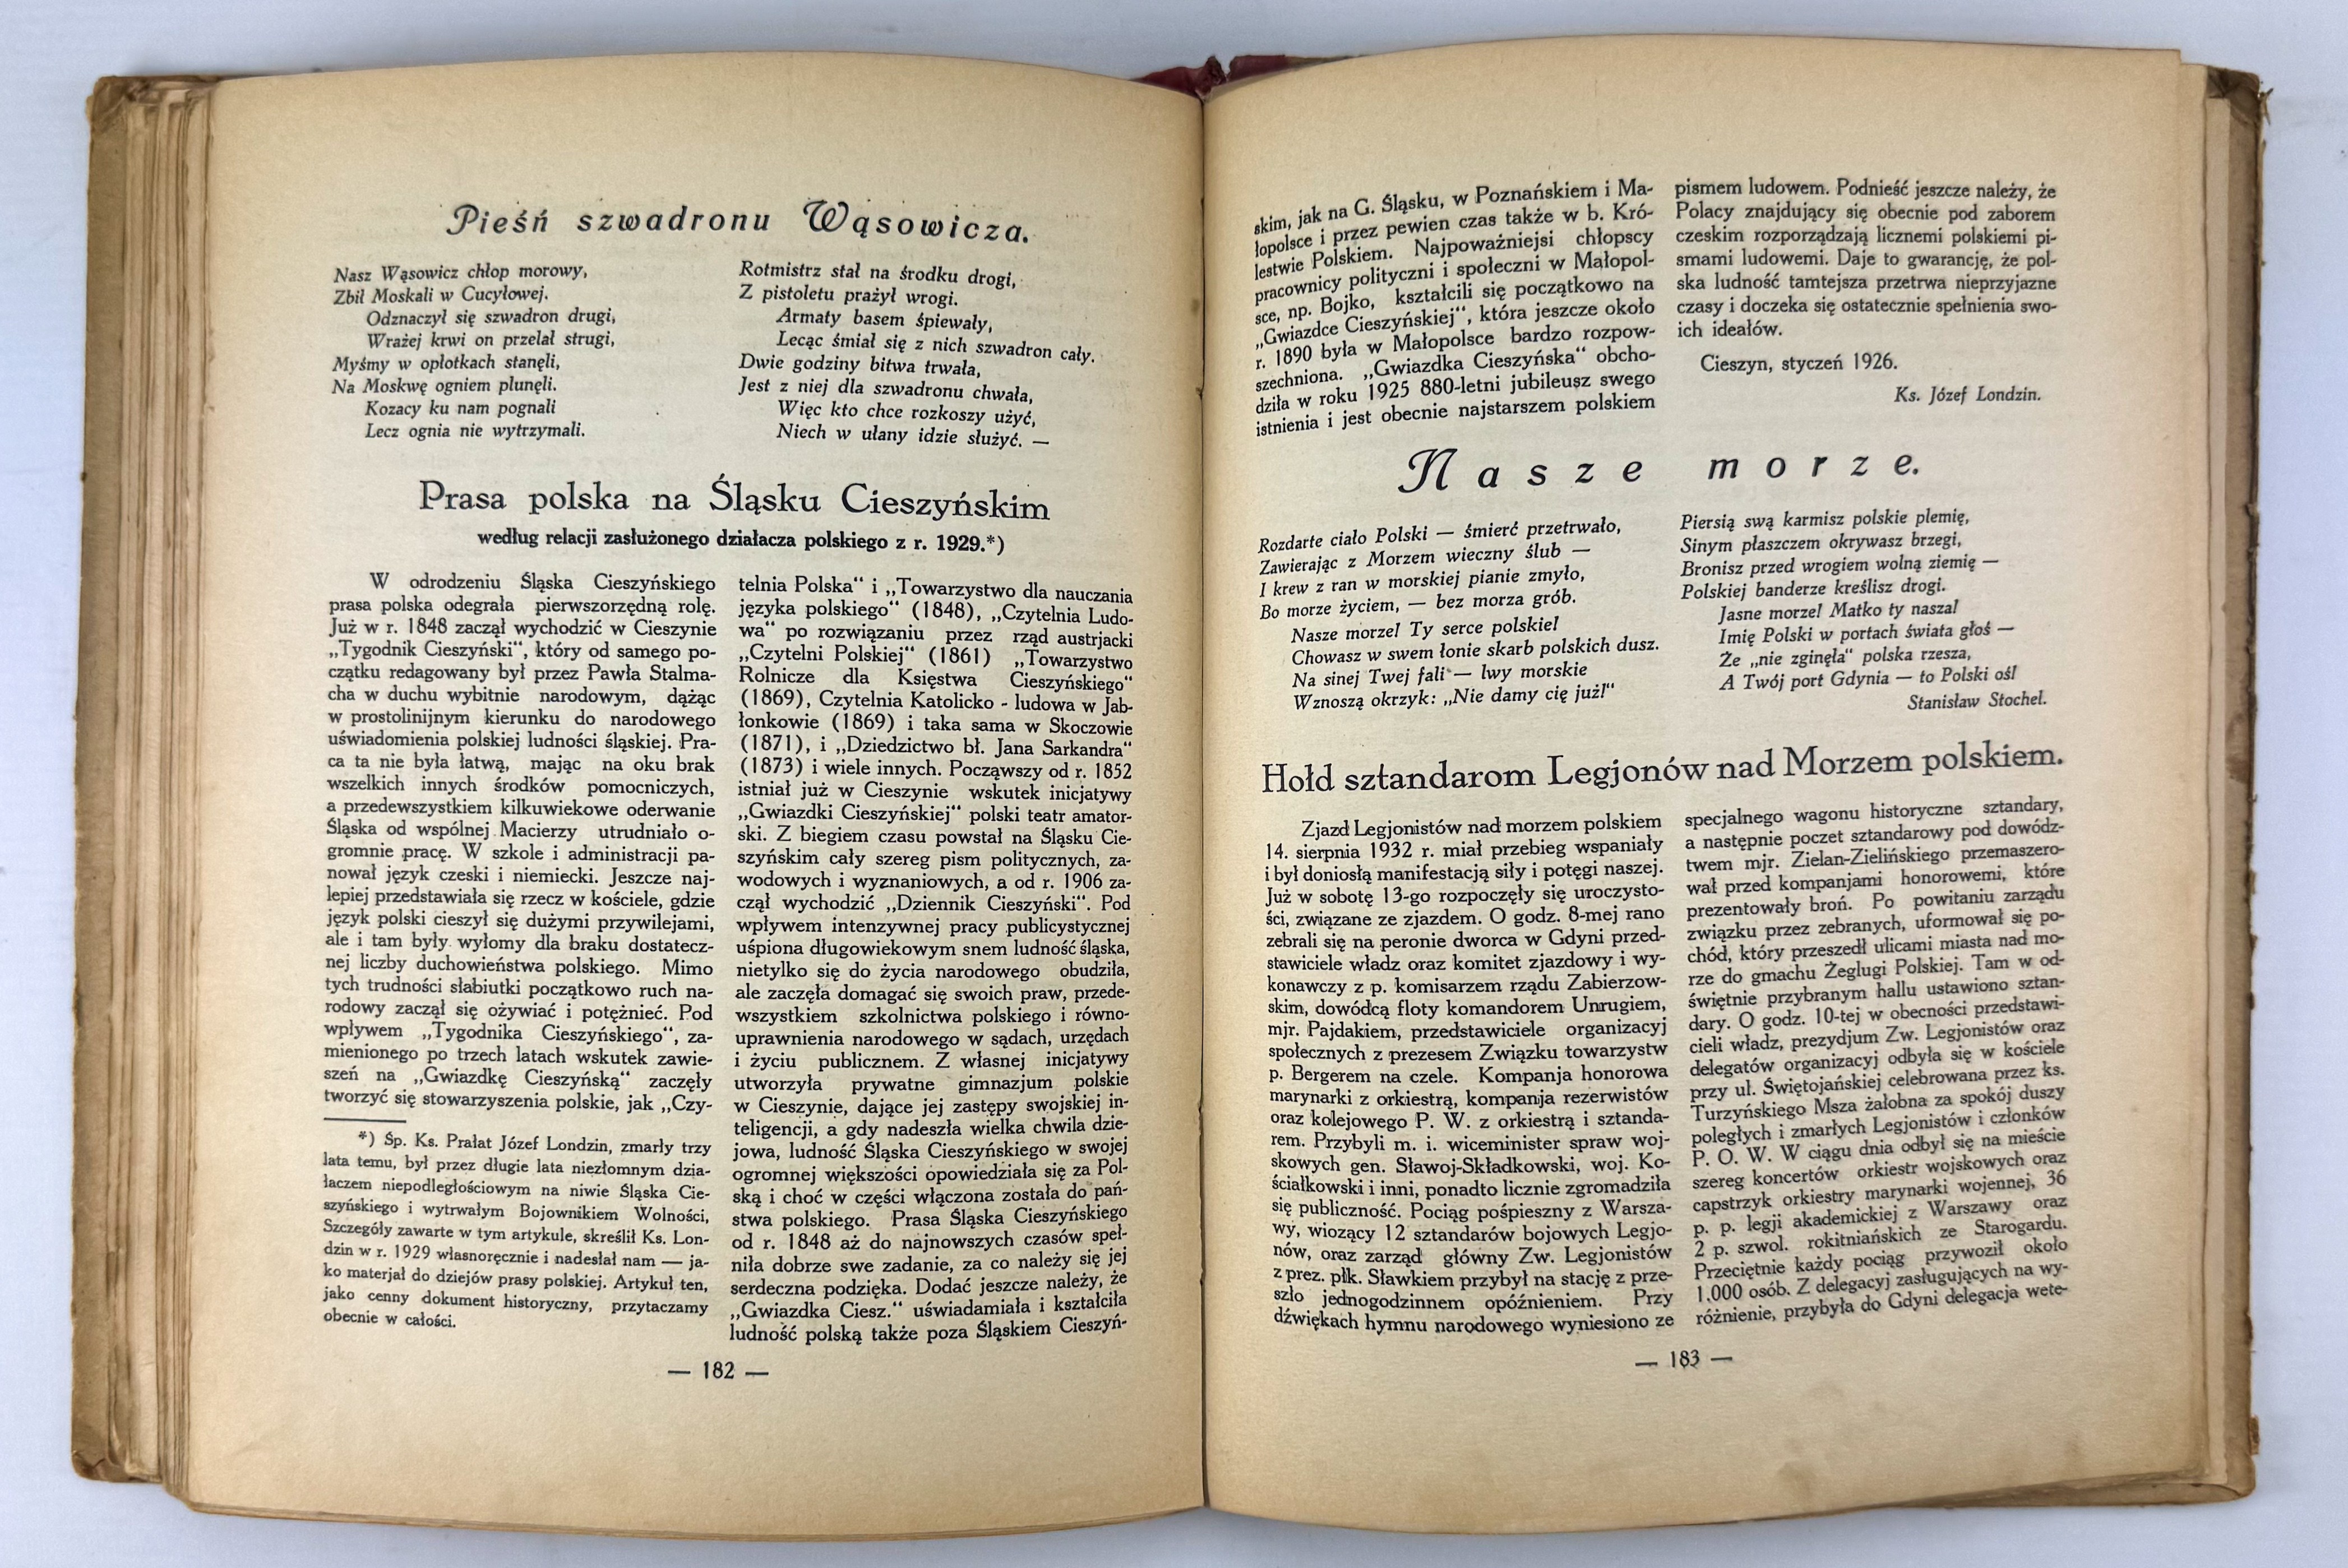 Pieśń szwadronu Wąsowicza.
Nasz Wąsowicz chłop morowy,
Zbił Moskali w Cucyłowej.
Odznaczył się szwadron drugi,
Wrażej krwi on przelał strugi,
Myśmy w opłotkach stanęli,
Na Moskwę ogniem plunęli.
Kozacy ku nam pognali
Lecz ognia nie wytrzymali.
Rotmistrz stał na środku drogi,
Z pistoletu prażył wrogi.
Armaty basem śpiewały,
Lecąc śmiał się z nich szwadron cały.
Dwie godziny bitwa trwała,
Jest z niej dla szwadronu chwała,
Więc kto chce rozkoszy użyć,
Niech w ułany idzie służyć. —
Prasa polska na Śląsku Cieszyńskim
według relacji zasłużonego działacza polskiego z r. 1929.*)
W odrodzeniu Śląska Cieszyńskiego
prasa polska odegrała pierwszorzędną rolę.
Już w r. 1848 zaczął wychodzić w Cieszynie
„Tygodnik Cieszyński", który od samego po-
czątku redagowany był przez Pawła Stalma-
cha w duchu wybitnie narodowym, dążąc
w prostolinijnym kierunku do narodowego
uświadomienia polskiej ludności śląskiej. Pra-
ca ta nie była łatwą, mając na oku brak
wszelkich innych środków pomocniczych,
a przedewszystkiem kilkuwiekowe oderwanie
Śląska od wspólnej Macierzy utrudniało o-
gromnie pracę. W szkole i administracji pa-
nował język czeski i niemiecki. Jeszcze naj-
lepiej przedstawiała się rzecz w kościele, gdzie
język polski cieszył się dużymi przywilejami,
ale i tam były wyłomy dla braku dostatecz-
nej liczby duchowieństwa polskiego. Mimo
tych trudności słabiutki początkowo ruch na-
rodowy zaczął się ożywiać i potężnieć. Pod
wpływem „Tygodnika Cieszyńskiego", za-
mienionego po trzech latach wskutek zawie-
szeń na „Gwiazdkę Cieszyńską" zaczęły
tworzyć się stowarzyszenia polskie, jak „Czy-
*) Śp. Ks. Prałat Józef Londzin, zmarły trzy
lata temu, był przez długie lata niezłomnym dzia-
łaczem niepodległościowym na niwie Śląska Cie-
szyńskiego i wytrwałym Bojownikiem Wolności,
Szczegóły zawarte w tym artykule, skreślił Ks. Lon-
dzin w r. 1929 własnoręcznie i nadesłał nam — ja-
ko materjał do dziejów prasy polskiej. Artykuł ten,
jako cenny dokument historyczny, przytaczamy
obecnie w całości.
telnia Polska" i „Towarzystwo dla nauczania
języka polskiego" (1848), „Czytelnia Ludo-
wa" po rozwiązaniu przez rząd austrjacki
„Czytelni Polskiej" (1861) „Towarzystwo
Rolnicze dla Księstwa Cieszyńskiego"
(1869), Czytelnia Katolicko - ludowa w Jab-
łonkowie (1869) i taka sama w Skoczowie
(1871), i „Dziedzictwo bł. Jana Sarkandra"
(1873) i wiele innych. Począwszy od r. 1852
istniał już w Cieszynie wskutek inicjatywy
„Gwiazdki Cieszyńskiej" polski teatr amator-
ski. Z biegiem czasu powstał na Śląsku Cie-
szyńskim cały szereg pism politycznych, za-
wodowych i wyznaniowych, a od r. 1906 za-
czął wychodzić „Dziennik Cieszyński". Pod
wpływem intenzywnej pracy publicystycznej
uśpiona długowiekowym snem ludność śląska,
nietylko się do życia narodowego obudziła,
ale zaczęła domagać się swoich praw, przede-
wszystkiem szkolnictwa polskiego i równo-
uprawnienia narodowego w sądach, urzędach
i życiu publicznem. Z własnej inicjatywy
utworzyła prywatne gimnazjum polskie
w Cieszynie, dające jej zastępy swojskiej in-
teligencji, a gdy nadeszła wielka chwila dzie-
jowa, ludność Śląska Cieszyńskiego w swojej
ogromnej większości opowiedziała się za Pol-
ską i choć w części włączona została do pań-
stwa polskiego. Prasa Śląska Cieszyńskiego
od r. 1848 aż do najnowszych czasów speł-
niła dobrze swe zadanie, za co należy się jej
serdeczna podzięka. Dodać jeszcze należy, że
„Gwiazdka Ciesz." uświadamiała i kształciła
ludność polską także poza Śląskiem Cieszyń-
— 182 —
skim, jak na G. Śląsku, w Poznańskiem i Ma-
łopolsce i przez pewien czas także w b. Kró-
lestwie Polskiem. Najpoważniejsi chłopscy
pracownicy polityczni i społeczni w Małopol-
sce, np. Bojko, kształcili się początkowo na
„Gwiazdce Cieszyńskiej", która jeszcze około
r. 1890 była w Małopolsce bardzo rozpow-
szechniona. „Gwiazdka Cieszyńska" obcho-
dziła w roku 1925 880-letni jubileusz swego
istnienia i jest obecnie najstarszem polskiem
pismem ludowem. Podnieść jeszcze należy, że
Polacy znajdujący się obecnie pod zaborem
czeskim rozporządzają licznemi polskiemi pi-
smami ludowemi. Daje to gwarancję, że pol-
ska ludność tamtejsza przetrwa nieprzyjazne
czasy i doczeka się ostatecznie spełnienia swo-
ich ideałów.
Cieszyn, styczeń 1926.
Ks. Józef Londzin.
Nasze morze.
Rozdarte ciało Polski — śmierć przetrwało,
Zawierając z Morzem wieczny ślub —
I krew z ran w morskiej pianie zmyło,
Bo morze życiem, — bez morza grób.
Nasze morze! Ty serce polskie!
Chowasz w swem łonie skarb polskich dusz.
Na sinej Twej fali — lwy morskie
Wznoszą okrzyk: „Nie damy cię już!"
Piersią swą karmisz polskie plemię,
Sinym płaszczem okrywasz brzegi,
Bronisz przed wrogiem wolną ziemię —
Polskiej banderze kreślisz drogi.
Jasne morze! Matko ty nasza!
Imię Polski w portach świata głoś —
Że „nie zginęła" polska rzesza,
A Twój port Gdynia — to Polski oś!
Stanisław Stochel.
Hołd sztandarom Legjonów nad Morzem polskiem.
Zjazd Legjonistów nad morzem polskiem
14. sierpnia 1932 r. miał przebieg wspaniały
i był doniosłą manifestacją siły i potęgi naszej.
Już w sobotę 13-go rozpoczęły się uroczysto-
ści, związane ze zjazdem. O godz. 8-mej rano
zebrali się na peronie dworca w Gdyni przed-
stawiciele władz oraz komitet zjazdowy i wy-
konawczy z p. komisarzem rządu Zabierzow-
skim, dowódcą floty komandorem Unrugiem,
mjr. Pajdakiem, przedstawiciele organizacyj
społecznych z prezesem Związku towarzystw
p. Bergerem na czele. Kompanja honorowa
marynarki z orkiestrą, kompanja rezerwistów
oraz kolejowego P. W. z orkiestrą i sztanda-
rem. Przybyli m. i. wiceminister spraw woj-
skowych gen. Sławoj-Składkowski, woj. Ko-
ściałkowski i inni, ponadto licznie zgromadziła
się publiczność. Pociąg pośpieszny z Warsza-
wy, wiozący 12 sztandarów bojowych Legjo-
nów, oraz zarząd główny Zw. Legjonistów
z prez. płk. Sławkiem przybył na stację z prze-
szło jednogodzinnem opóźnieniem. Przy
dźwiękach hymnu narodowego wyniesiono ze
specjalnego wagonu historyczne sztandary,
a następnie poczet sztandarowy pod dowódz-
twem mjr. Zielan-Zielińskiego przemaszero-
wał przed kompanjami honorowemi, które
prezentowały broń. Po powitaniu zarządu
związku przez zebranych, uformował się po-
chód, który przeszedł ulicami miasta nad mo-
rze do gmachu Żeglugi Polskiej. Tam w od-
świętnie przybranym hallu ustawiono sztan-
dary. O godz. 10-tej w obecności przedstawi-
cieli władz, prezydjum Zw. Legjonistów oraz
delegatów organizacyj odbyła się w kościele
przy ul. Świętojańskiej celebrowana przez ks.
Turzyńskiego Msza żałobna za spokój duszy
poległych i zmarłych Legjonistów i członków
P. O. W. W ciągu dnia odbył się na mieście
szereg koncertów orkiestr wojskowych oraz
capstrzyk orkiestry marynarki wojennej, 36
p. p. legji akademickiej z Warszawy oraz
2 p. szwol. rokitniańskich ze Starogardu.
Przeciętnie każdy pociąg przywoził około
1.000 osób. Z delegacyj zasługujących na wy-
różnienie, przybyła do Gdyni delegacja wete-
— 183 —